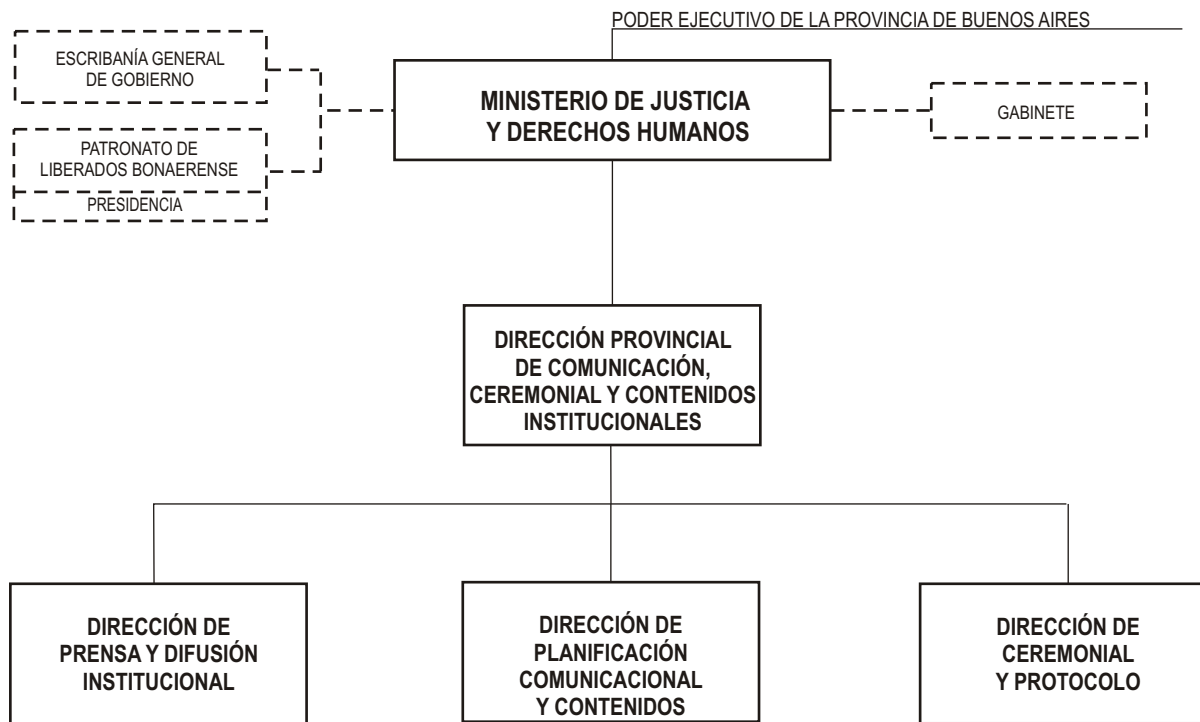 PODER EJECUTIVO DE LA PROVINCIA DE BUENOS AIRES
ESCRIBANÍA GENERAL
DE GOBIERNO
MINISTERIO DE JUSTICIA
Y DERECHOS HUMANOS
GABINETE
PATRONATO DE
LIBERADOS BONAERENSE
PRESIDENCIA
DIRECCIÓN PROVINCIAL
DE COMUNICACIÓN,
CEREMONIAL Y CONTENIDOS
INSTITUCIONALES
DIRECCIÓN DE
PRENSA Y DIFUSIÓN
INSTITUCIONAL
DIRECCIÓN DE
PLANIFICACIÓN
COMUNICACIONAL
Y CONTENIDOS
DIRECCIÓN DE
CEREMONIAL
Y PROTOCOLO